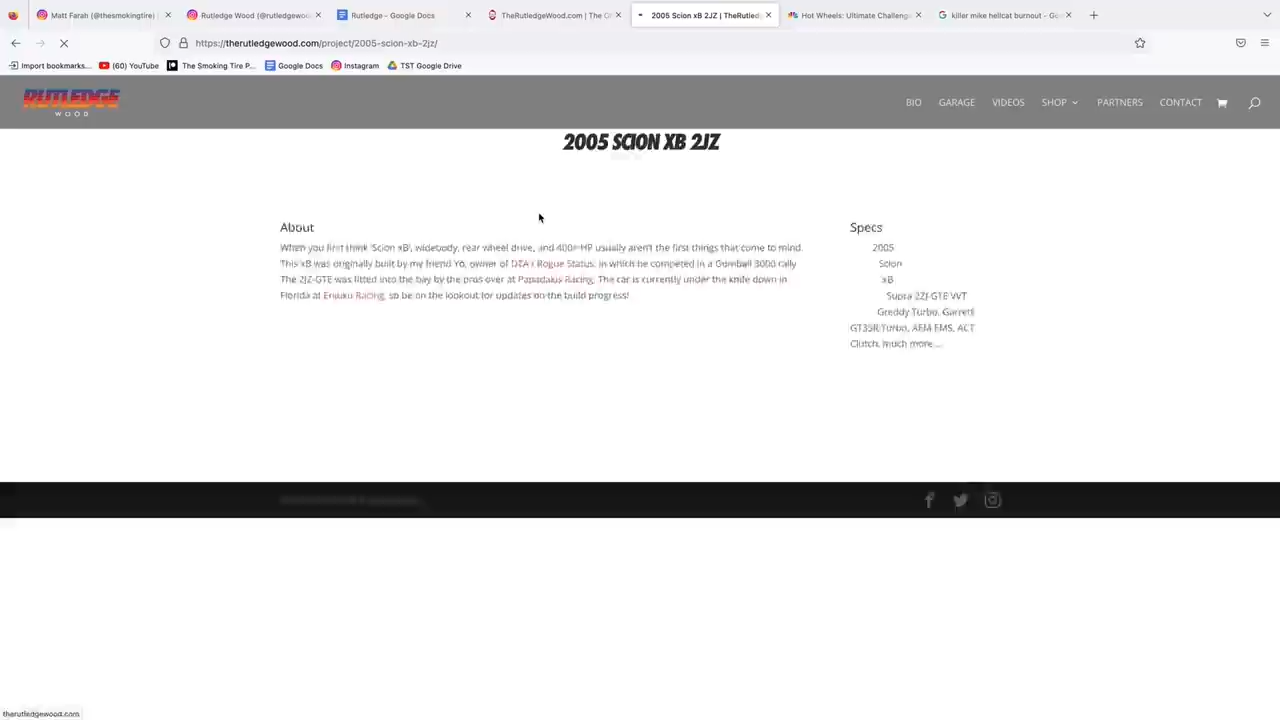 Matt Farah (@thesmokingtire)
Rutledge Wood (@rutledgewoo
Rutledge - Google Docs
TheRutledgeWood.com | The O
2005 Scion xB 2JZ | TheRutled
Hot Wheels: Ultimate Challenge
killer mike hellcat burnout - Go
https://therutledgewood.com/project/2005-scion-xb-2jz/
Import bookmarks...
(60) YouTube
The Smoking Tire P...
Google Docs
Instagram
TST Google Drive
RUTLEDGE
WOOD
BIO
GARAGE
VIDEOS
SHOP
PARTNERS
CONTACT
2005 SCION XB 2JZ
About
When you first think 'Scion xB', widebody, rear wheel drive, and 400+ HP usually aren't the first things that come to mind.
This xB was originally built by my friend Yo, owner of DTA / Rogue Status, in which he competed in a Gumball 3000 rally
The 2JZ-GTE was fitted into the bay by the pros over at Papadakis Racing. The car is currently under the knife down in
Florida at Enjuku Racing, so be on the lookout for updates on the build progress!
Specs
2005
Scion
xB
Supra 2ZJ-GTE VVT
Greddy Turbo, Garrett
GT35R Turbo, AEM EMS, ACT
Clutch, much more...
therutledgewood.com